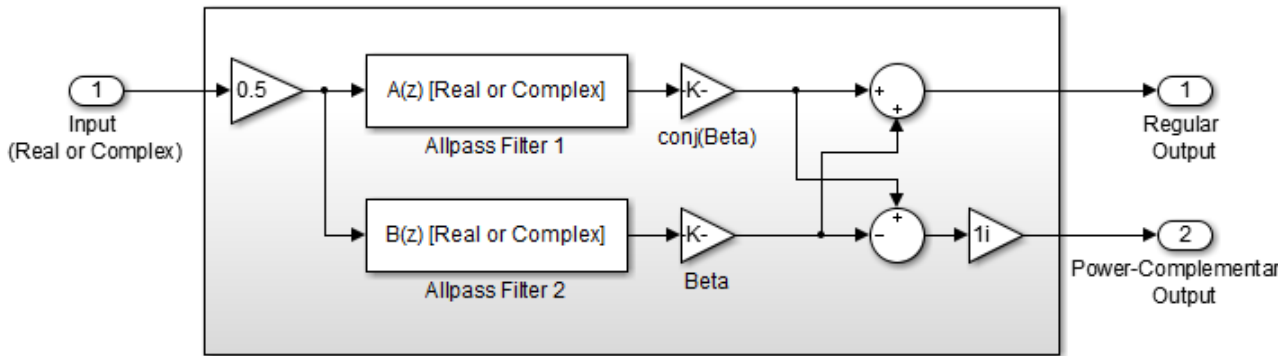 1
Input
(Real or Complex)
0.5
A(z) [Real or Complex]
Allpass Filter 1
-K-
conj(Beta)
+
+
1
Regular
Output
B(z) [Real or Complex]
Allpass Filter 2
-K-
Beta
+
−
1i
2
Power-Complementar
Output